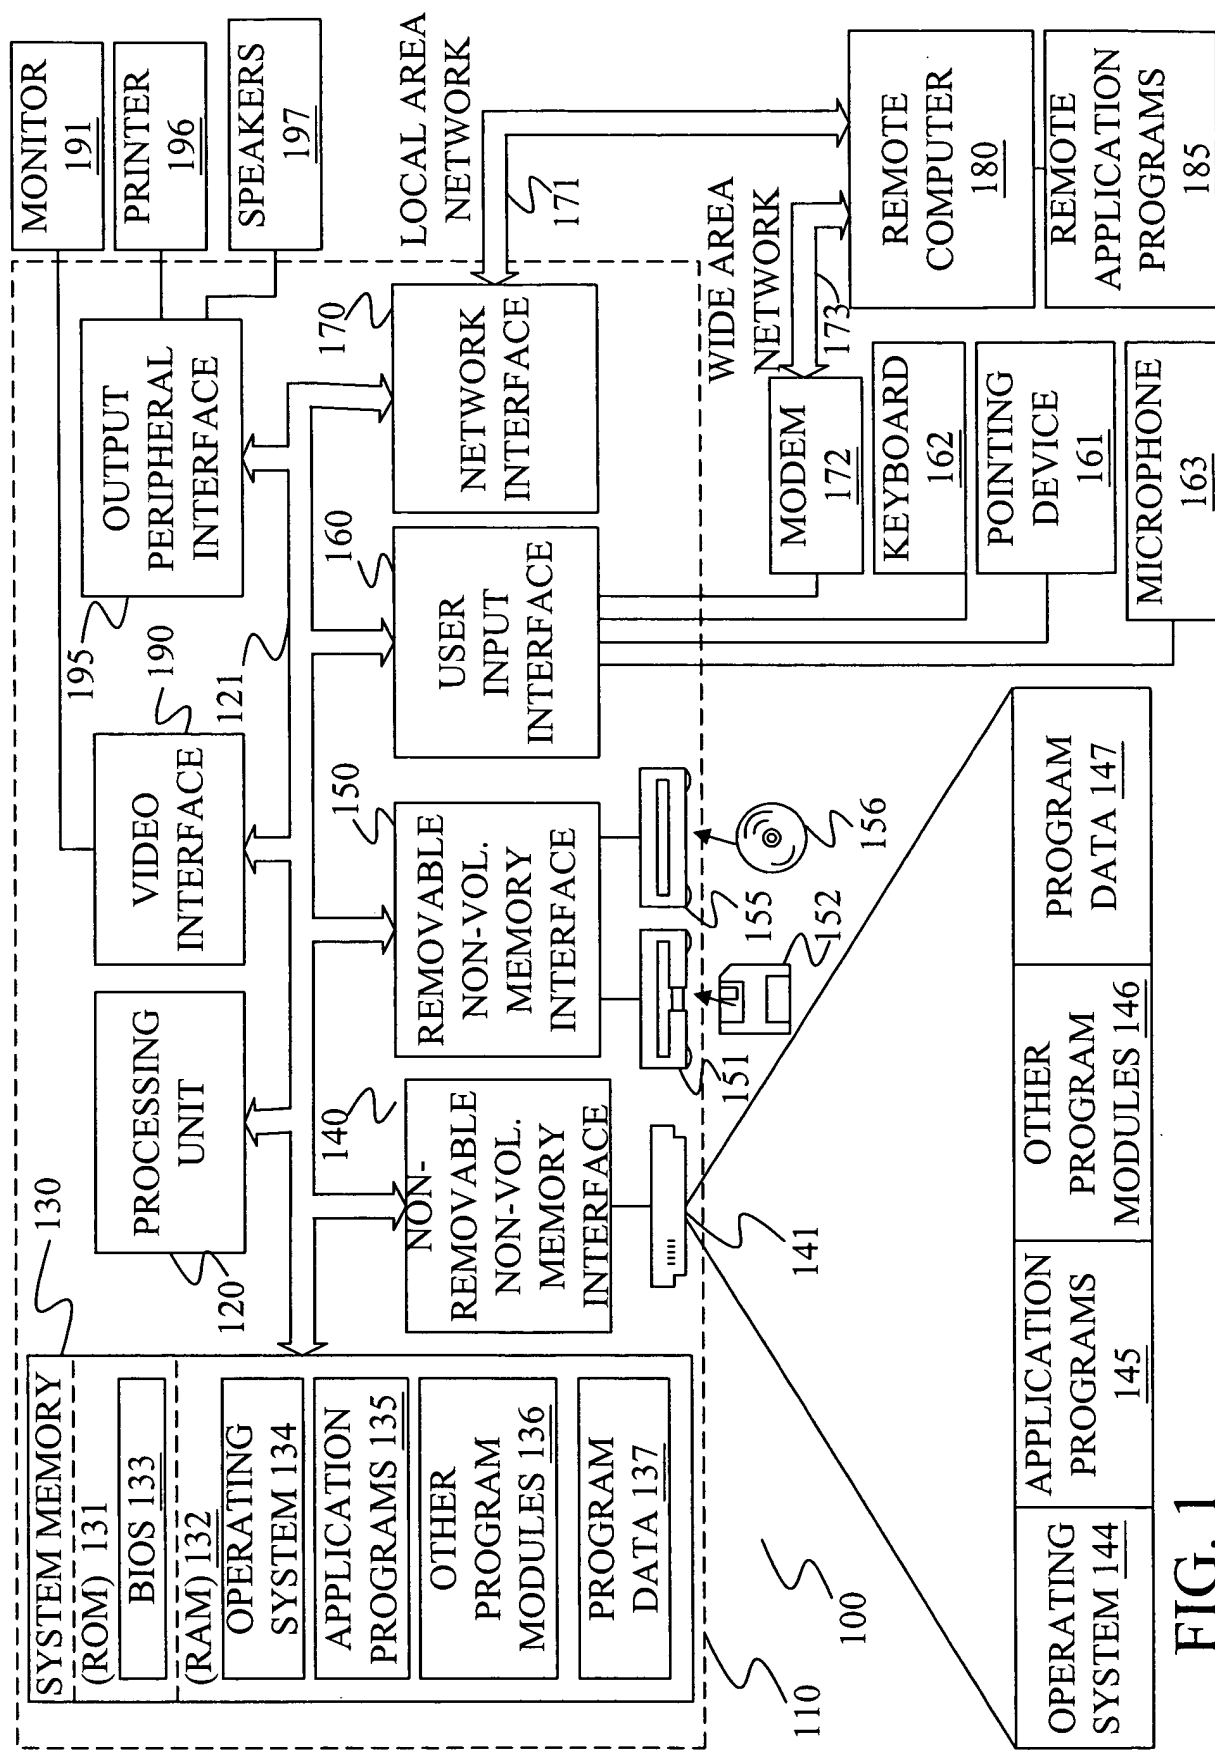 SYSTEM MEMORY
(ROM) 131
BIOS 133
(RAM) 132
OPERATING
SYSTEM 134
APPLICATION
PROGRAMS 135
OTHER
PROGRAM
MODULES 136
PROGRAM
DATA 137
130
PROCESSING
UNIT
120
VIDEO
INTERFACE
190
121
OUTPUT
PERIPHERAL
INTERFACE
195
MONITOR
191
PRINTER
196
SPEAKERS
197
NON-
REMOVABLE
NON-VOL.
MEMORY
INTERFACE
140
REMOVABLE
NON-VOL.
MEMORY
INTERFACE
150
USER
INPUT
INTERFACE
160
NETWORK
INTERFACE
170
LOCAL AREA
NETWORK
171
141
151
152
155
156
WIDE AREA
NETWORK
173
MODEM
172
KEYBOARD
162
POINTING
DEVICE
161
MICROPHONE
163
REMOTE
COMPUTER
180
REMOTE
APPLICATION
PROGRAMS
185
110
100
OPERATING
SYSTEM 144
APPLICATION
PROGRAMS
145
OTHER
PROGRAM
MODULES 146
PROGRAM
DATA 147
FIG. 1